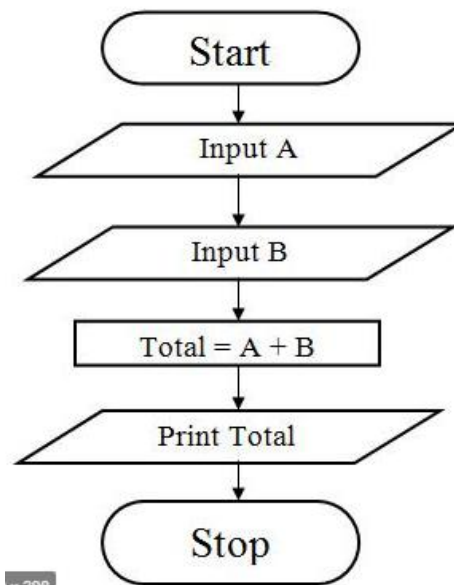 Start
Input A
Input B
Total = A + B
Print Total
Stop